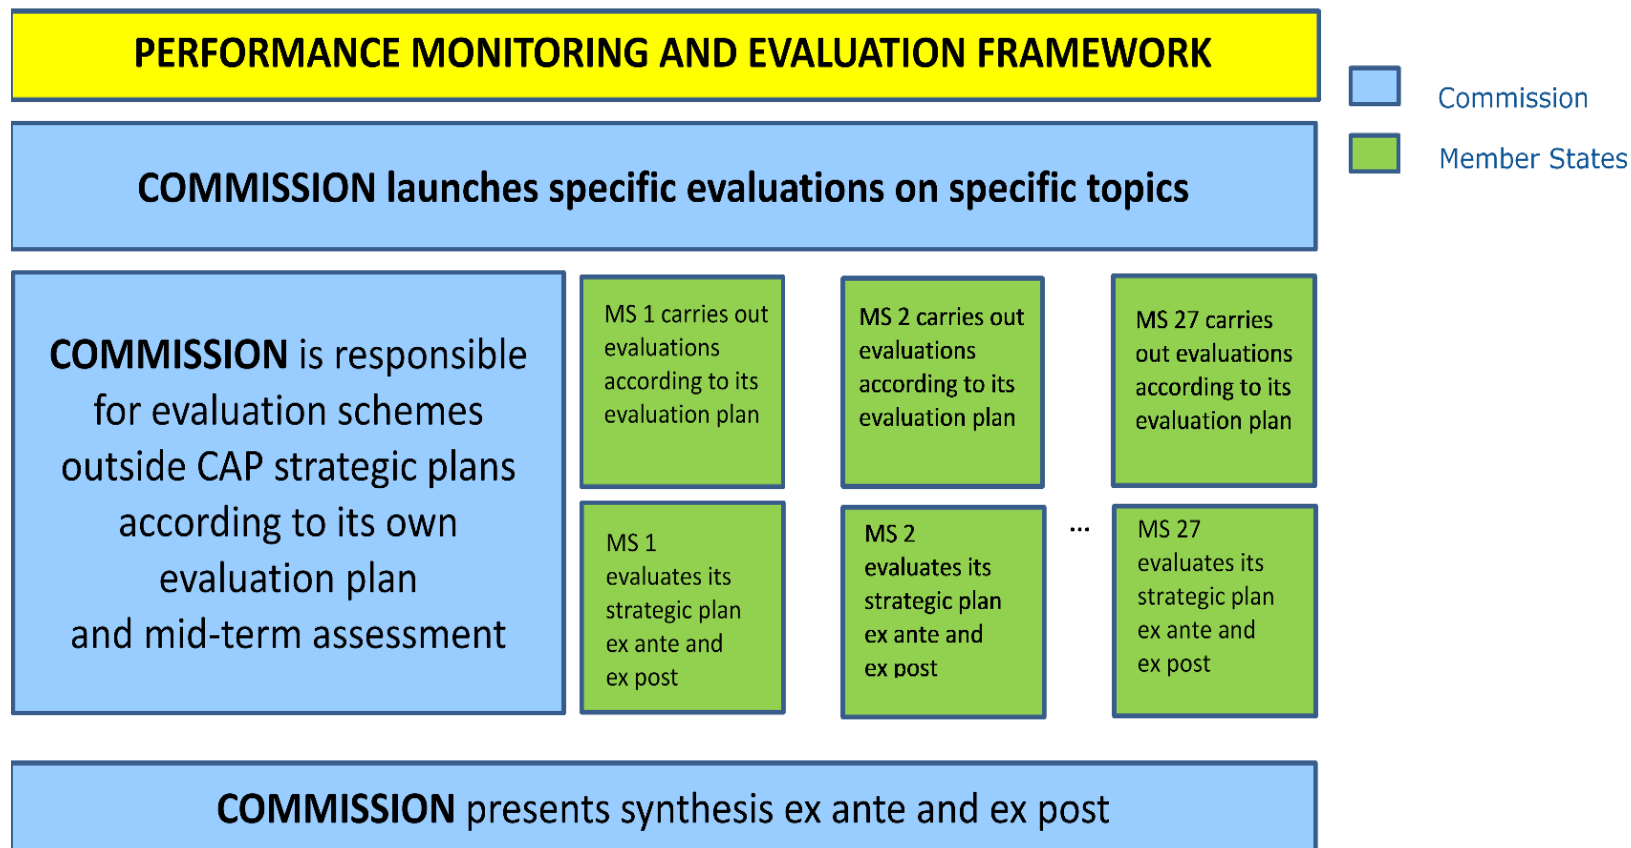 PERFORMANCE MONITORING AND EVALUATION FRAMEWORK
Commission
Member States
COMMISSION launches specific evaluations on specific topics
COMMISSION is responsible
for evaluation schemes
outside CAP strategic plans
according to its own
evaluation plan
and mid-term assessment
MS 1 carries out
evaluations
according to its
evaluation plan
MS 2 carries out
evaluations
according to its
evaluation plan
MS 27 carries
out evaluations
according to its
evaluation plan
MS 1
evaluates its
strategic plan
ex ante and
ex post
MS 2
evaluates its
strategic plan
ex ante and
ex post
...
MS 27
evaluates its
strategic plan
ex ante and
ex post
COMMISSION presents synthesis ex ante and ex post